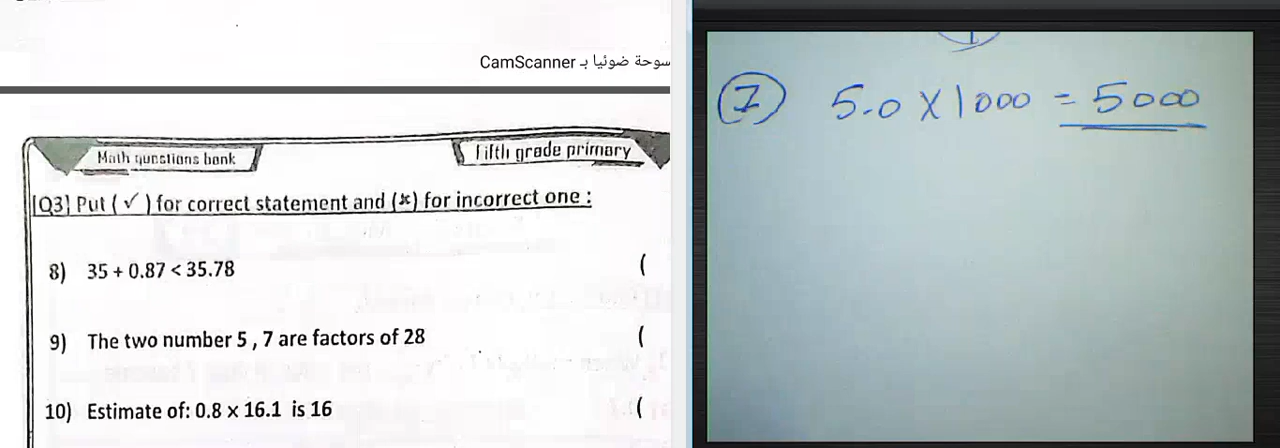 سوحة ضوئيا بـ CamScanner
Math questions bank
Fifth grade primary
[Q3] Put ( ✓ ) for correct statement and (×) for incorrect one :
8) 35 + 0.87 < 35.78 (
9) The two number 5 , 7 are factors of 28 (
10) Estimate of: 0.8 × 16.1 is 16 (
7 5.0 × 1000 = 5000